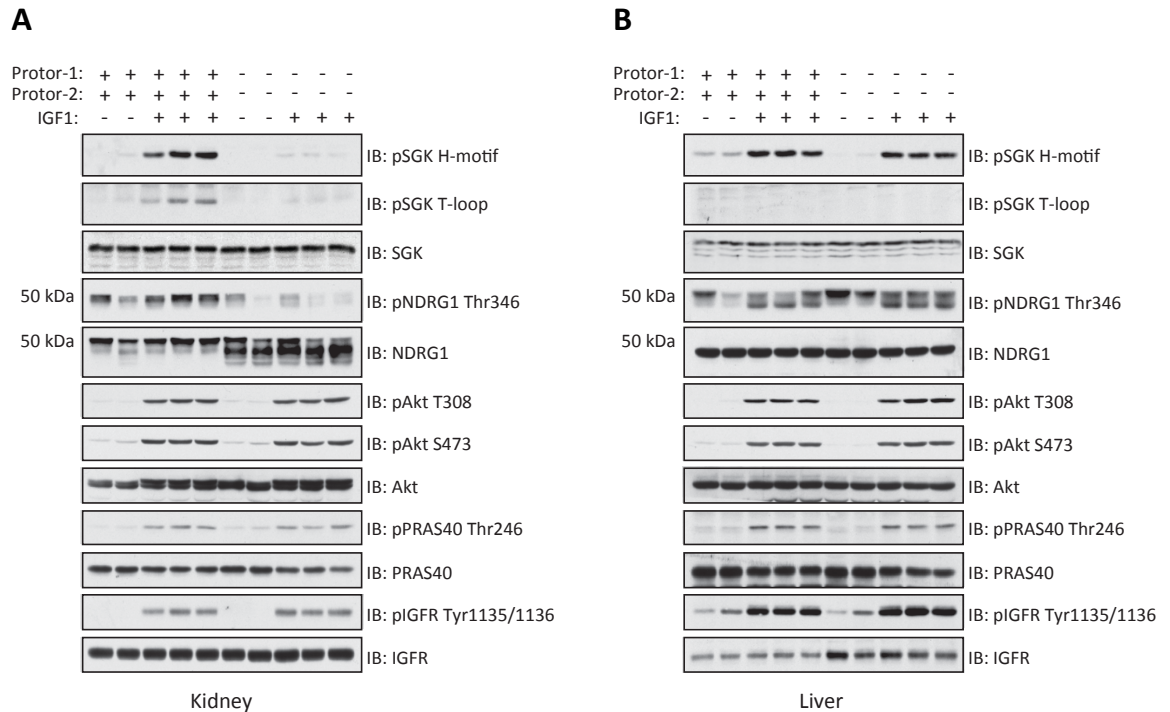 A
Protor-1: + + + + + - - - - -
Protor-2: + + + + + - - - - -
IGF1: - - + + + - - + + +
IB: pSGK H-motif
IB: pSGK T-loop
IB: SGK
50 kDa IB: pNDRG1 Thr346
50 kDa IB: NDRG1
IB: pAkt T308
IB: pAkt S473
IB: Akt
IB: pPRAS40 Thr246
IB: PRAS40
IB: pIGFR Tyr1135/1136
IB: IGFR
Kidney
B
Protor-1: + + + + + - - - - -
Protor-2: + + + + + - - - - -
IGF1: - - + + + - - + + +
IB: pSGK H-motif
IB: pSGK T-loop
IB: SGK
50 kDa IB: pNDRG1 Thr346
50 kDa IB: NDRG1
IB: pAkt T308
IB: pAkt S473
IB: Akt
IB: pPRAS40 Thr246
IB: PRAS40
IB: pIGFR Tyr1135/1136
IB: IGFR
Liver